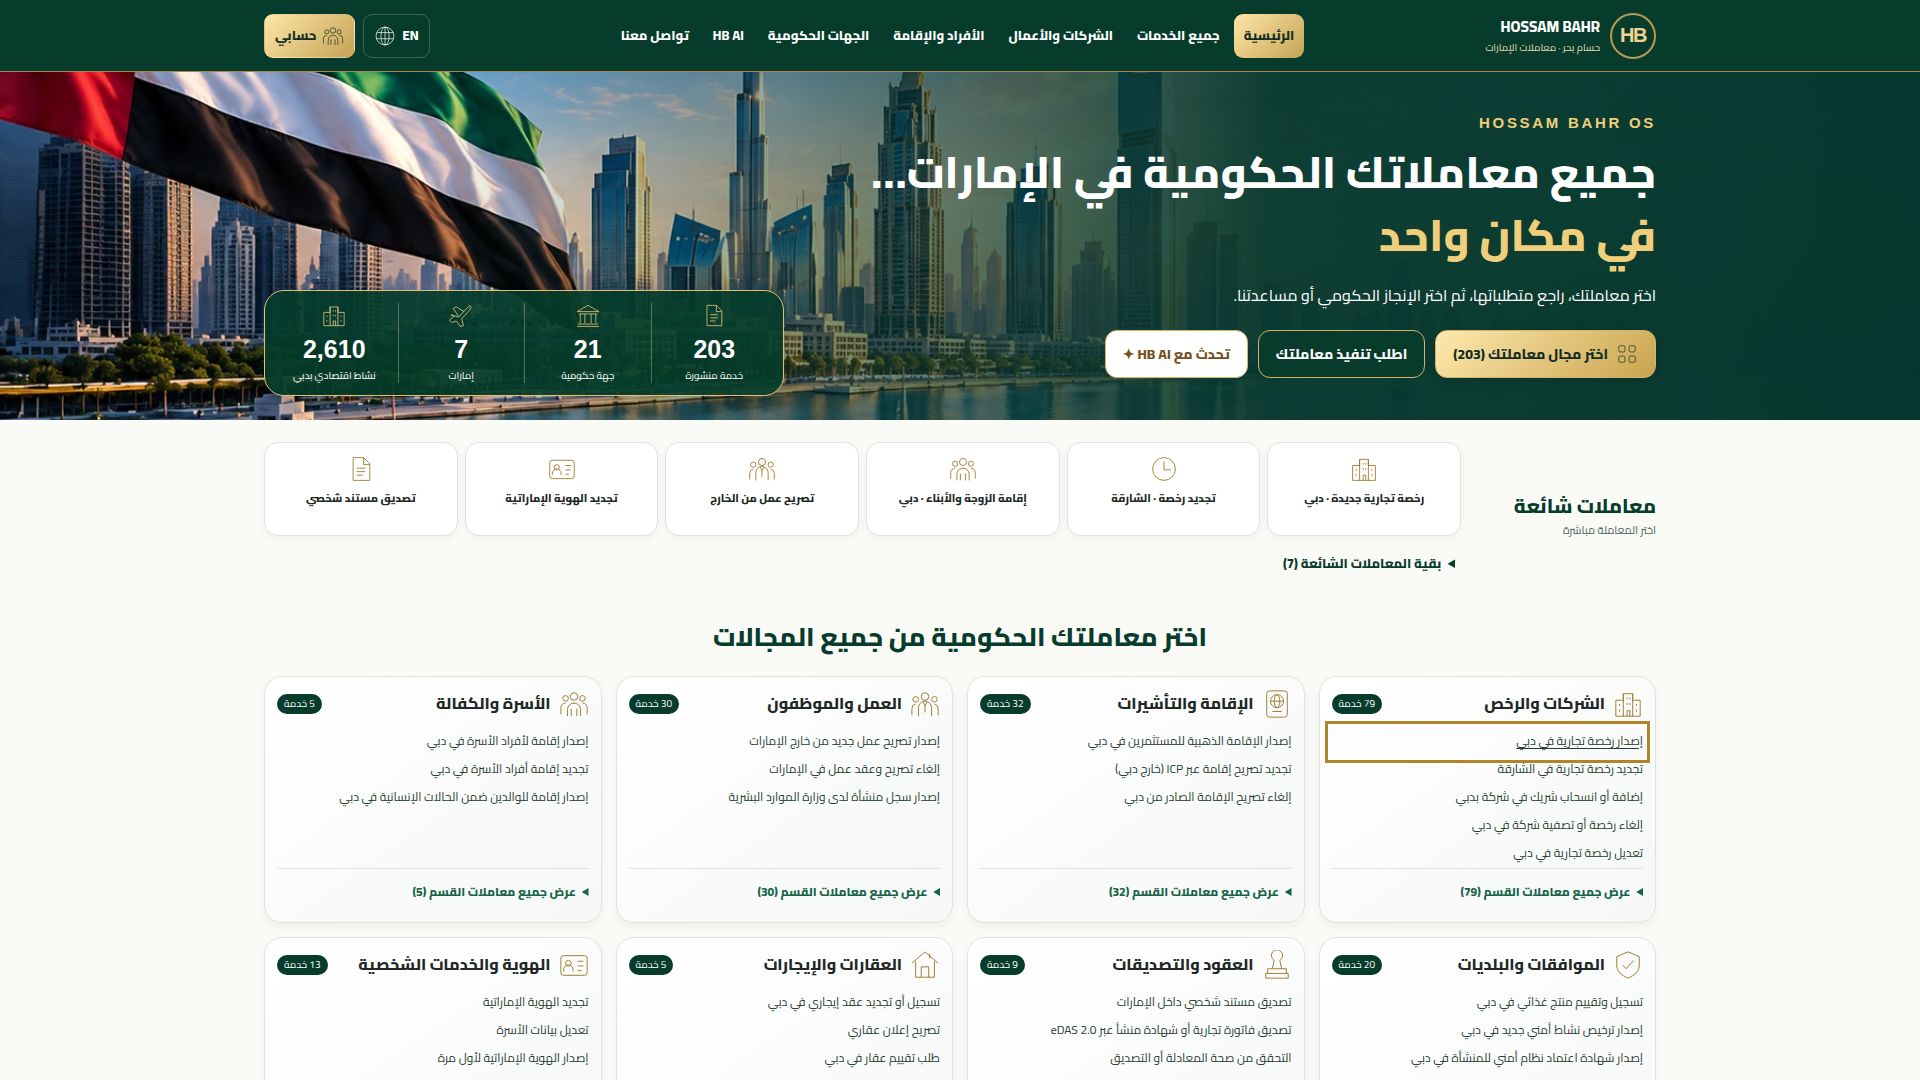 HB
HOSSAM BAHR
حسام بحر · معاملات الإمارات
الرئيسية
جميع الخدمات
الشركات والأعمال
الأفراد والإقامة
الجهات الحكومية
HB AI
تواصل معنا
EN
حسابي
HOSSAM BAHR OS
جميع معاملاتك الحكومية في الإمارات...
في مكان واحد
اختر معاملتك، راجع متطلباتها، ثم اختر الإنجاز الحكومي أو مساعدتنا.
اختر مجال معاملتك (203)
اطلب تنفيذ معاملتك
تحدث مع HB AI ✦
203
خدمة منشورة
21
جهة حكومية
7
إمارات
2,610
نشاط اقتصادي بدبي
معاملات شائعة
اختر المعاملة مباشرة
رخصة تجارية جديدة · دبي
تجديد رخصة · الشارقة
إقامة الزوجة والأبناء · دبي
تصريح عمل من الخارج
تجديد الهوية الإماراتية
تصديق مستند شخصي
◀ بقية المعاملات الشائعة (7)
اختر معاملتك الحكومية من جميع المجالات
الشركات والرخص
79 خدمة
إصدار رخصة تجارية في دبي
تجديد رخصة تجارية في الشارقة
إضافة أو انسحاب شريك في شركة بدبي
إلغاء رخصة أو تصفية شركة في دبي
تعديل رخصة تجارية في دبي
◀ عرض جميع معاملات القسم (79)
الإقامة والتأشيرات
32 خدمة
إصدار الإقامة الذهبية للمستثمرين في دبي
تجديد تصريح إقامة عبر ICP (خارج دبي)
إلغاء تصريح الإقامة الصادر من دبي
◀ عرض جميع معاملات القسم (32)
العمل والموظفون
30 خدمة
إصدار تصريح عمل جديد من خارج الإمارات
إلغاء تصريح وعقد عمل في الإمارات
إصدار سجل منشأة لدى وزارة الموارد البشرية
◀ عرض جميع معاملات القسم (30)
الأسرة والكفالة
5 خدمة
إصدار إقامة لأفراد الأسرة في دبي
تجديد إقامة أفراد الأسرة في دبي
إصدار إقامة للوالدين ضمن الحالات الإنسانية في دبي
◀ عرض جميع معاملات القسم (5)
الموافقات والبلديات
20 خدمة
تسجيل وتقييم منتج غذائي في دبي
إصدار ترخيص نشاط أمني جديد في دبي
إصدار شهادة اعتماد نظام أمني للمنشأة في دبي
العقود والتصديقات
9 خدمة
تصديق مستند شخصي داخل الإمارات
تصديق فاتورة تجارية أو شهادة منشأ عبر eDAS 2.0
التحقق من صحة المعادلة أو التصديق
العقارات والإيجارات
5 خدمة
تسجيل أو تجديد عقد إيجاري في دبي
تصريح إعلان عقاري
طلب تقييم عقار في دبي
الهوية والخدمات الشخصية
13 خدمة
تجديد الهوية الإماراتية
تعديل بيانات الأسرة
إصدار الهوية الإماراتية لأول مرة